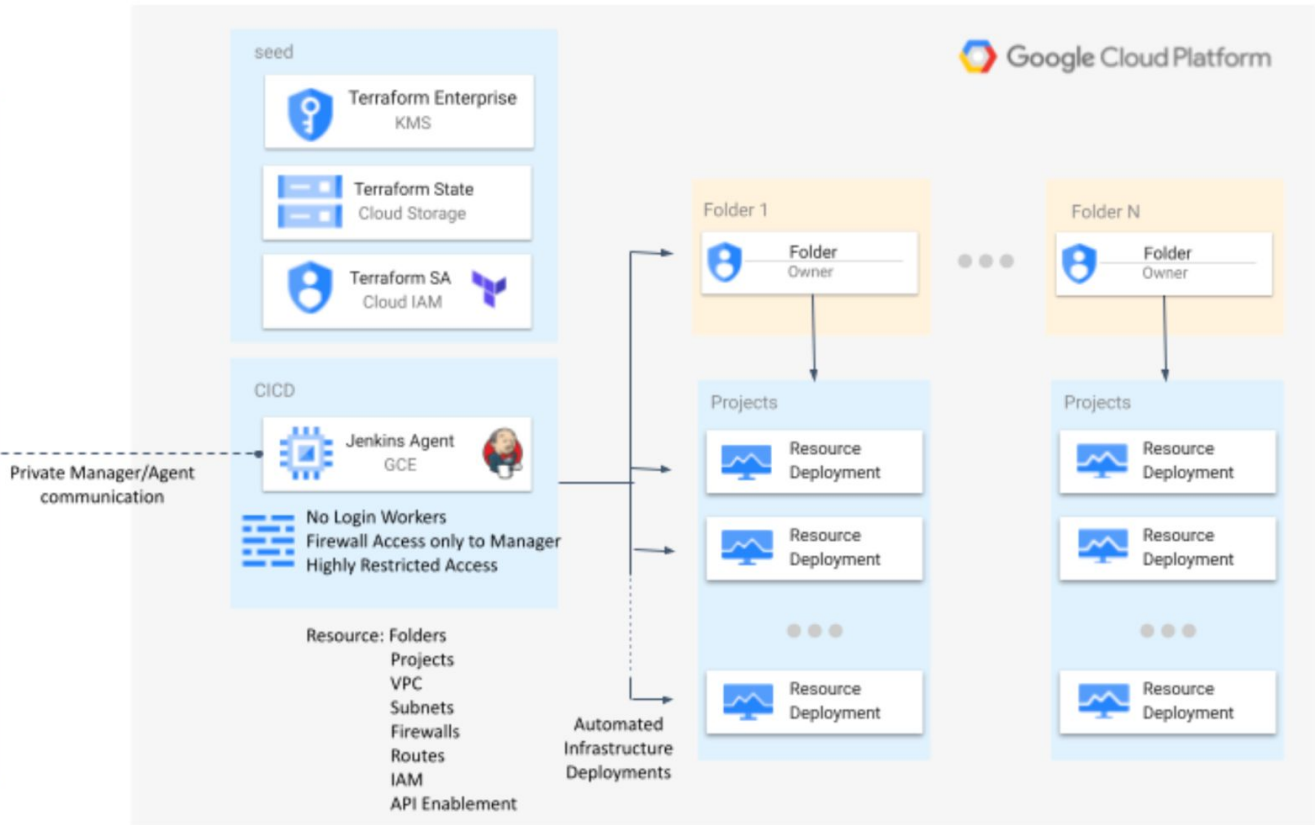 seed
Google Cloud Platform
Terraform Enterprise
KMS
Terraform State
Cloud Storage
Terraform SA
Cloud IAM
CICD
Jenkins Agent
GCE
No Login Workers
Firewall Access only to Manager
Highly Restricted Access
Private Manager/Agent
communication
Resource: Folders
Projects
VPC
Subnets
Firewalls
Routes
IAM
API Enablement
Automated
Infrastructure
Deployments
Folder 1
Folder
Owner
Projects
Resource
Deployment
Resource
Deployment
Resource
Deployment
Folder N
Folder
Owner
Projects
Resource
Deployment
Resource
Deployment
Resource
Deployment